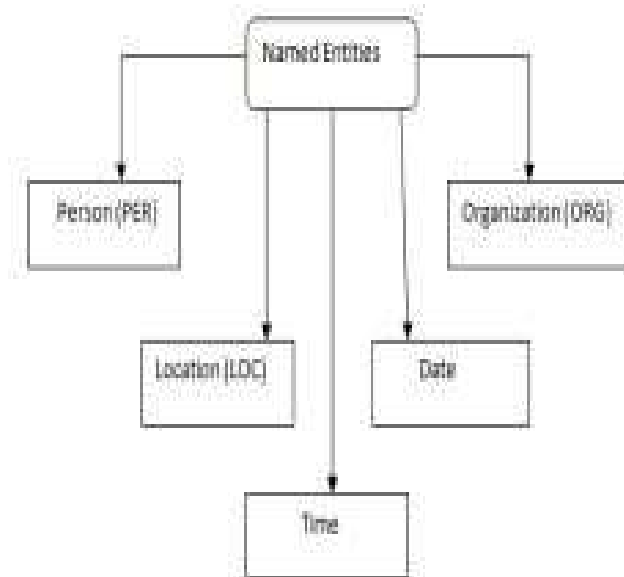 Named Entities
Person (PER)
Organization (ORG)
Location (LOC)
Date
Time